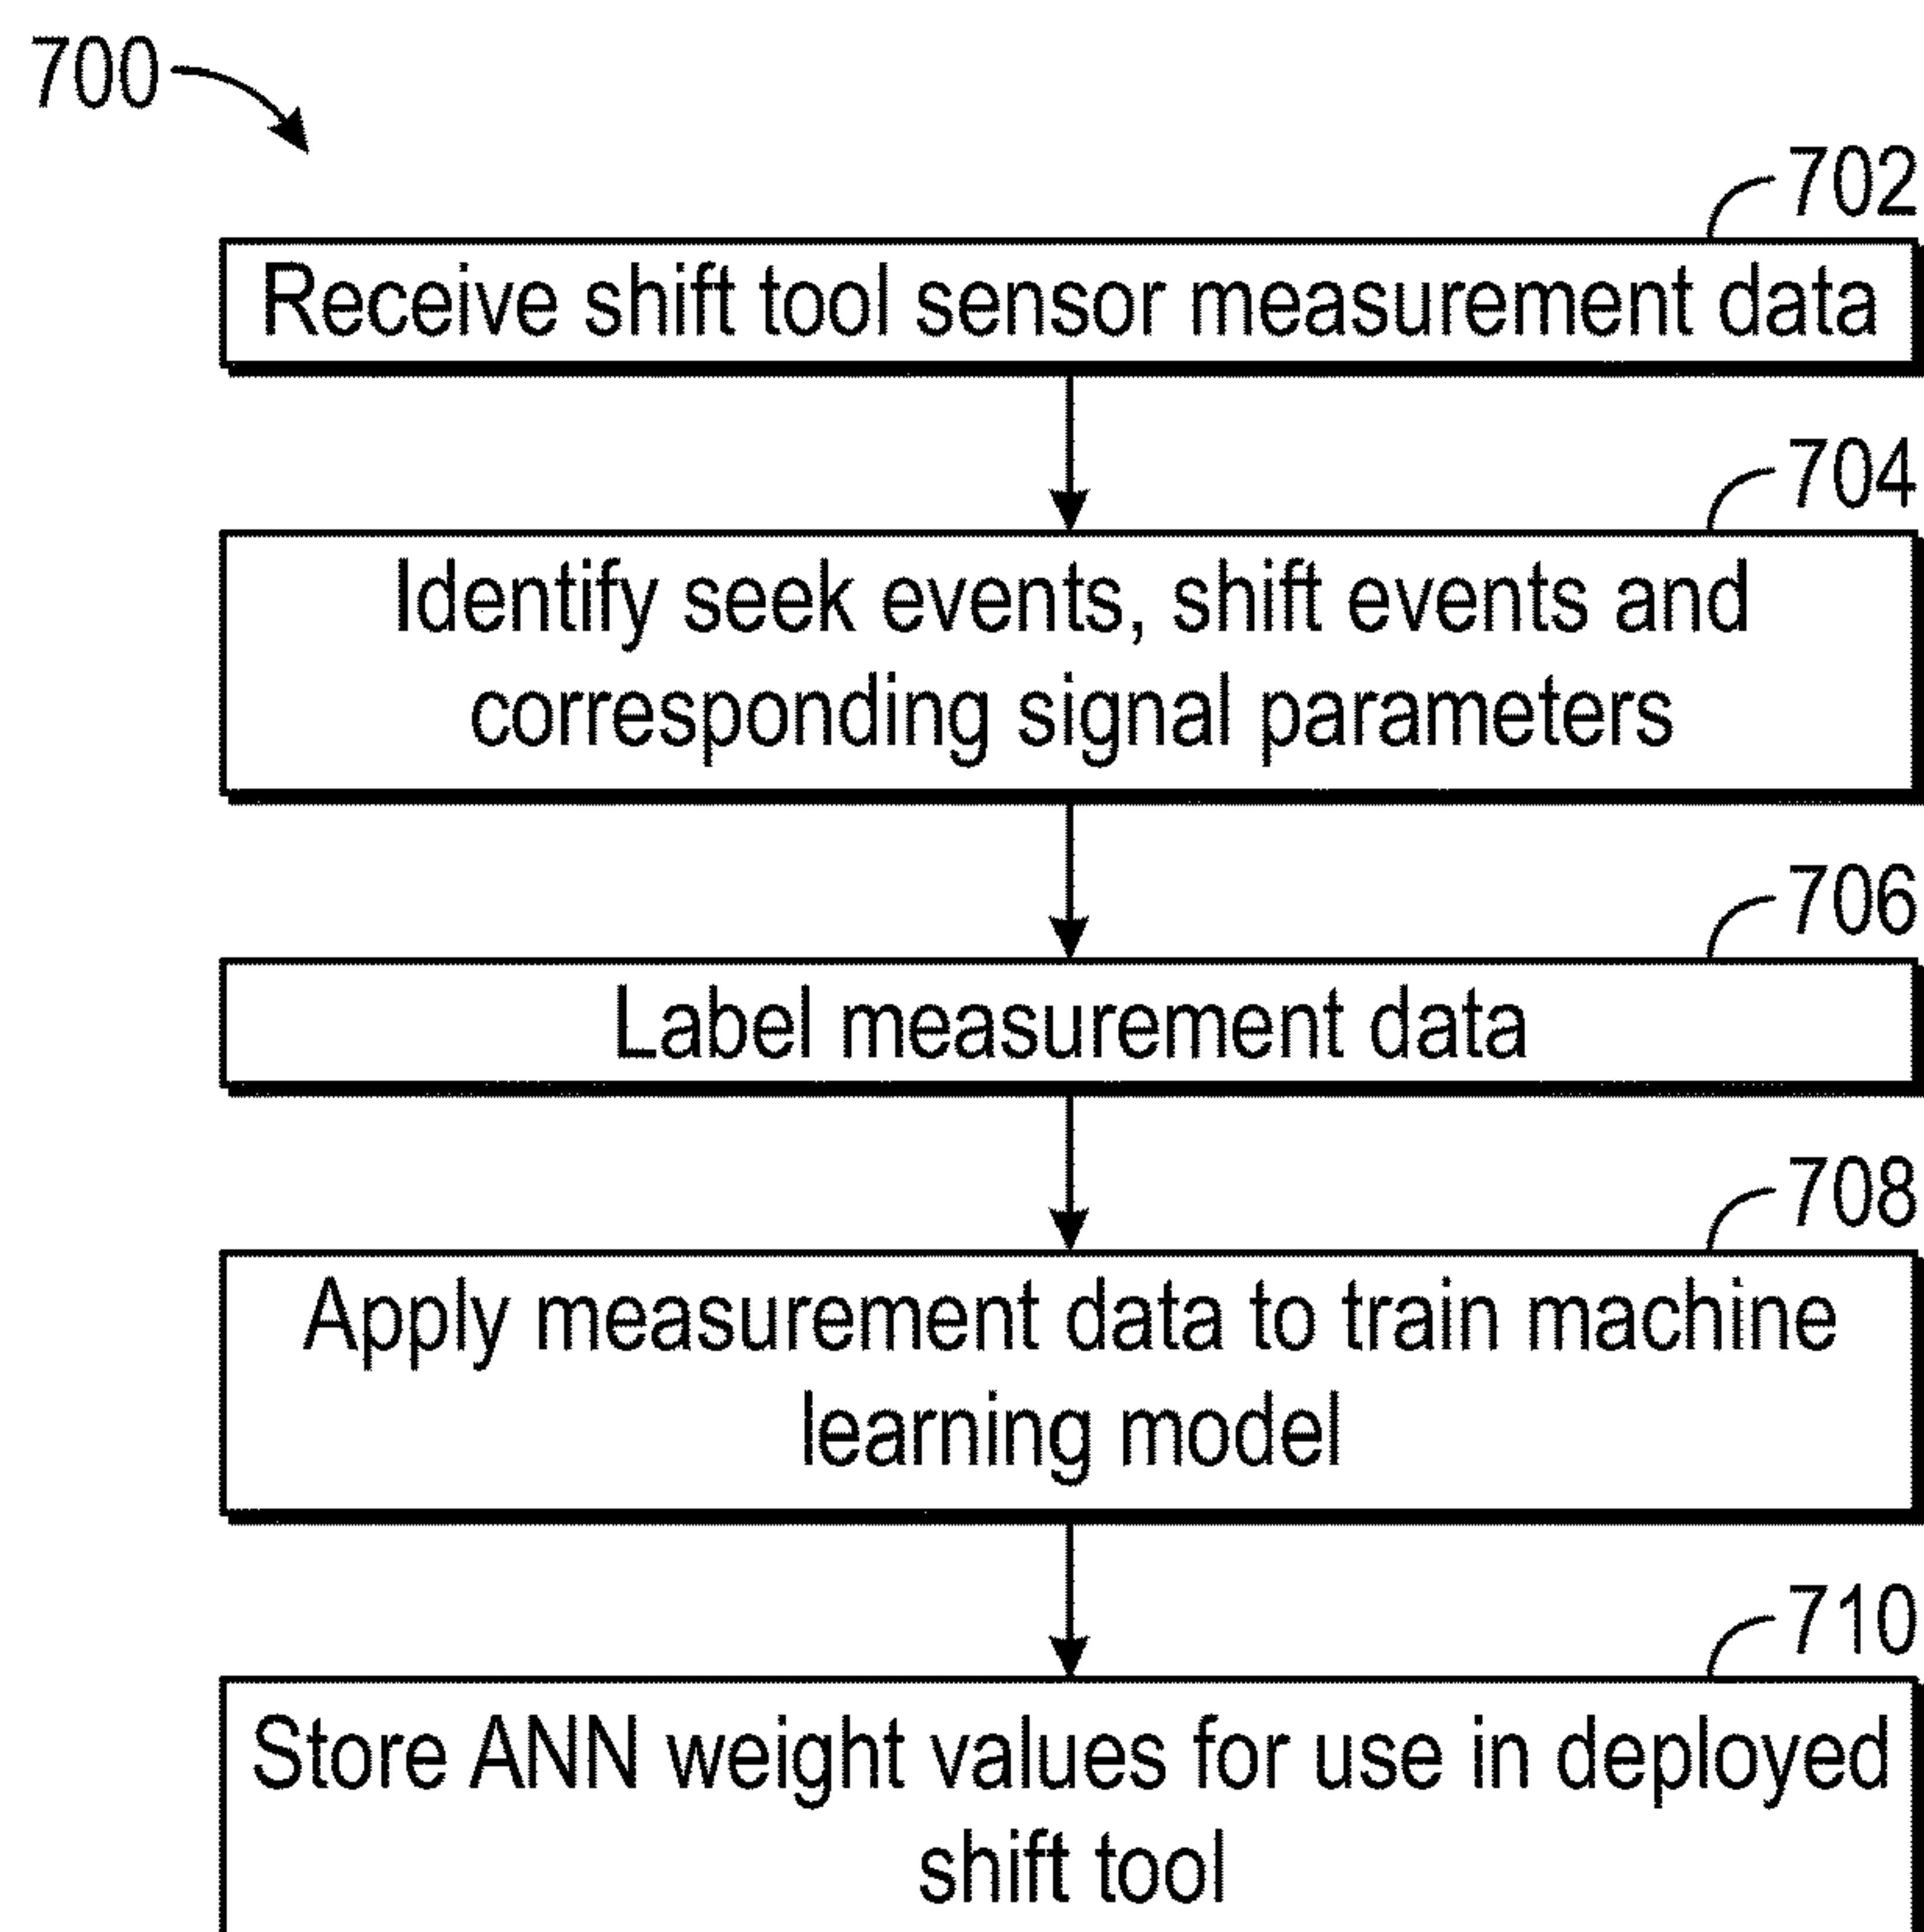 700
702
Receive shift tool sensor measurement data
704
Identify seek events, shift events and
corresponding signal parameters
706
Label measurement data
708
Apply measurement data to train machine
learning model
710
Store ANN weight values for use in deployed
shift tool